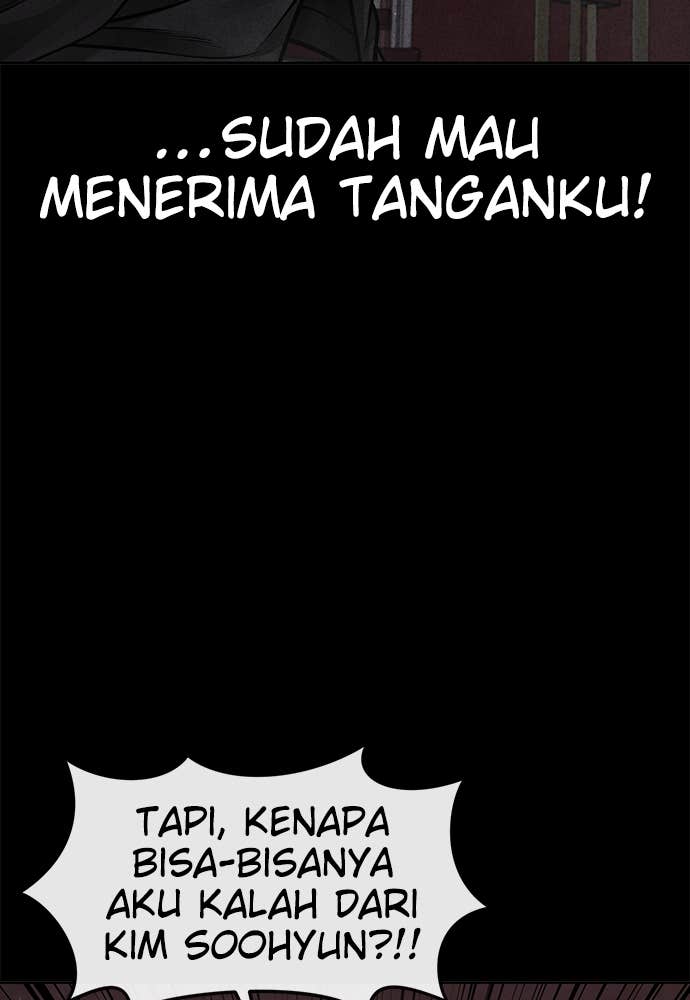 ...SUDAH MAU
MENERIMA TANGANKU!
TAPI, KENAPA
BISA-BISANYA
AKU KALAH DARI
KIM SOOHYUN?!!